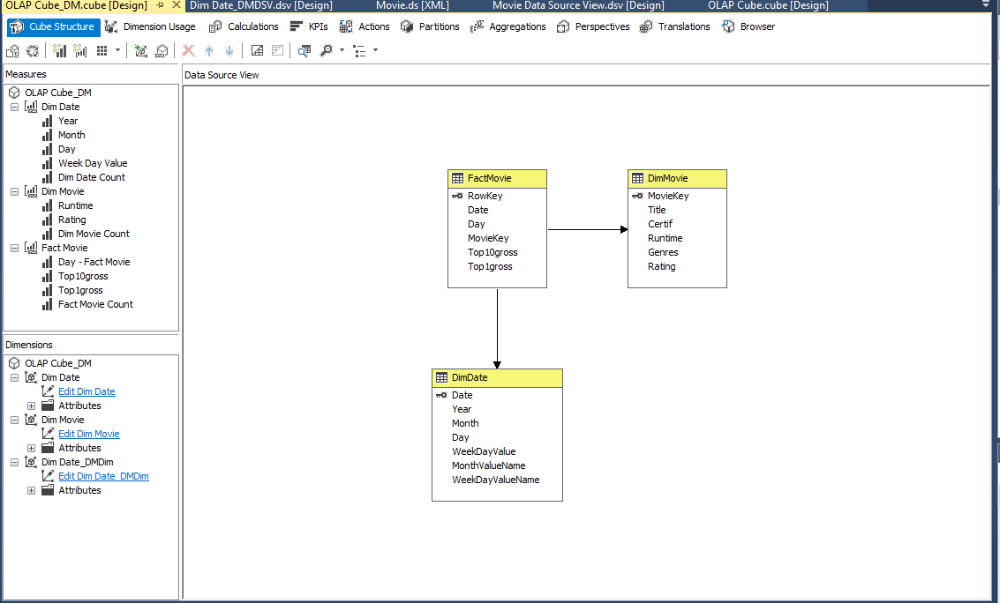 OLAP Cube_DM.cube [Design]
Dim Date_DMDSV.dsv [Design]
Movie.ds [XML]
Movie Data Source View.dsv [Design]
OLAP Cube.cube [Design]
Cube Structure
Dimension Usage
Calculations
KPIs
Actions
Partitions
Aggregations
Perspectives
Translations
Browser
Measures
OLAP Cube_DM
Dim Date
Year
Month
Day
Week Day Value
Dim Date Count
Dim Movie
Runtime
Rating
Dim Movie Count
Fact Movie
Day - Fact Movie
Top10gross
Top1gross
Fact Movie Count
Dimensions
OLAP Cube_DM
Dim Date
Edit Dim Date
Attributes
Dim Movie
Edit Dim Movie
Attributes
Dim Date_DMDim
Edit Dim Date_DMDim
Attributes
Data Source View
FactMovie
RowKey
Date
Day
MovieKey
Top10gross
Top1gross
DimMovie
MovieKey
Title
Certif
Runtime
Genres
Rating
DimDate
Date
Year
Month
Day
WeekDayValue
MonthValueName
WeekDayValueName